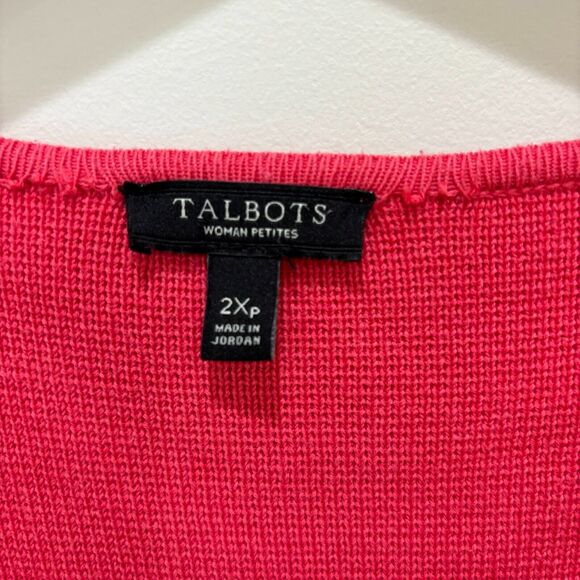 TALBOTS
WOMAN PETITES
2XP
MADE IN
JORDAN